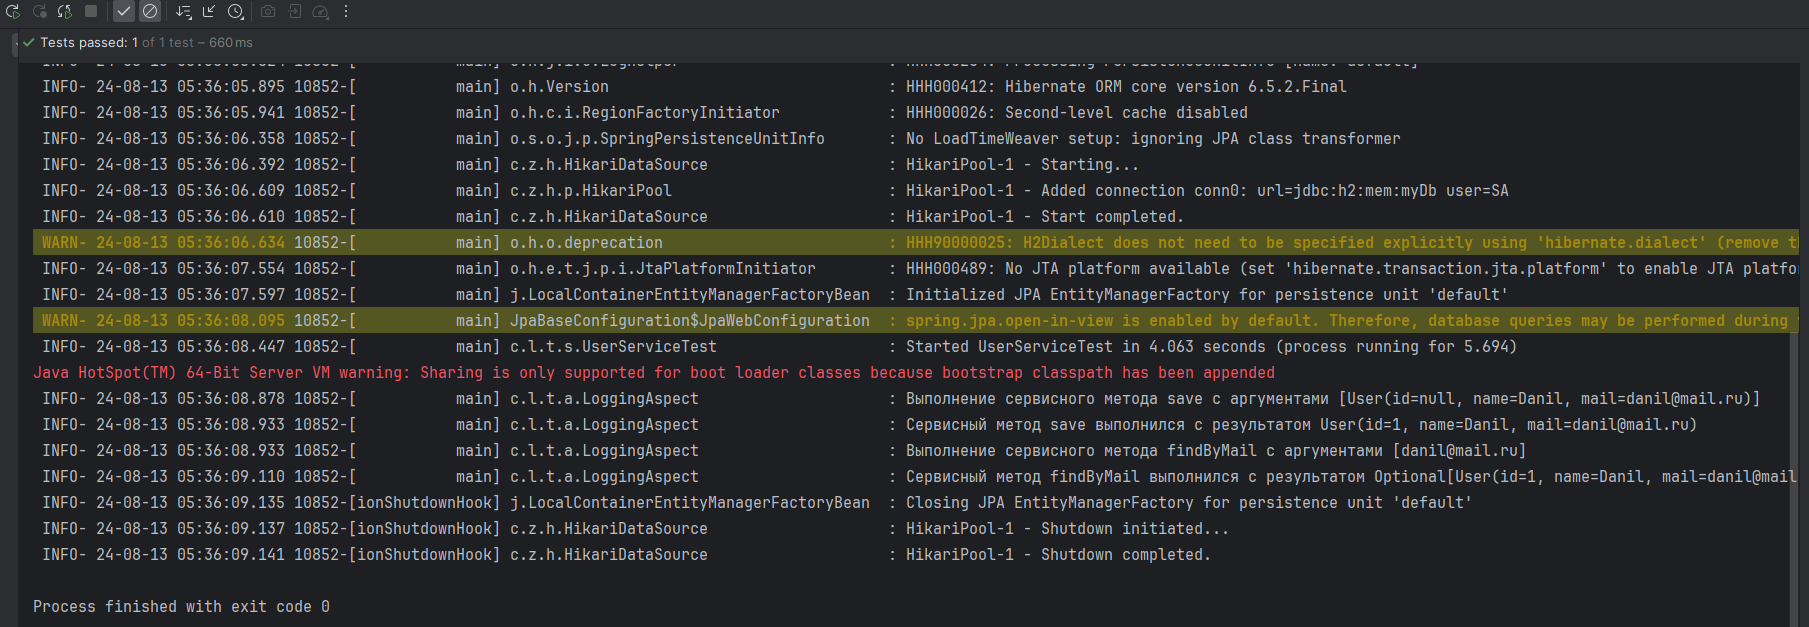 Tests passed: 1 of 1 test – 660 ms
INFO- 24-08-13 05:36:05.895 10852-[           main] o.h.Version                               : HHH000412: Hibernate ORM core version 6.5.2.Final
INFO- 24-08-13 05:36:05.941 10852-[           main] o.h.c.i.RegionFactoryInitiator            : HHH000026: Second-level cache disabled
INFO- 24-08-13 05:36:06.358 10852-[           main] o.s.o.j.p.SpringPersistenceUnitInfo       : No LoadTimeWeaver setup: ignoring JPA class transformer
INFO- 24-08-13 05:36:06.392 10852-[           main] c.z.h.HikariDataSource                    : HikariPool-1 - Starting...
INFO- 24-08-13 05:36:06.609 10852-[           main] c.z.h.p.HikariPool                        : HikariPool-1 - Added connection conn0: url=jdbc:h2:mem:myDb user=SA
INFO- 24-08-13 05:36:06.610 10852-[           main] c.z.h.HikariDataSource                    : HikariPool-1 - Start completed.
WARN- 24-08-13 05:36:06.634 10852-[           main] o.h.o.deprecation                         : HHH90000025: H2Dialect does not need to be specified explicitly using 'hibernate.dialect' (remove
INFO- 24-08-13 05:36:07.554 10852-[           main] o.h.e.t.j.p.i.JtaPlatformInitiator        : HHH000489: No JTA platform available (set 'hibernate.transaction.jta.platform' to enable JTA platfo
INFO- 24-08-13 05:36:07.597 10852-[           main] j.LocalContainerEntityManagerFactoryBean  : Initialized JPA EntityManagerFactory for persistence unit 'default'
WARN- 24-08-13 05:36:08.095 10852-[           main] JpaBaseConfiguration$JpaWebConfiguration  : spring.jpa.open-in-view is enabled by default. Therefore, database queries may be performed during
INFO- 24-08-13 05:36:08.447 10852-[           main] c.l.t.s.UserServiceTest                   : Started UserServiceTest in 4.063 seconds (process running for 5.694)
Java HotSpot(TM) 64-Bit Server VM warning: Sharing is only supported for boot loader classes because bootstrap classpath has been appended
INFO- 24-08-13 05:36:08.878 10852-[           main] c.l.t.a.LoggingAspect                     : Выполнение сервисного метода save с аргументами [User(id=null, name=Danil, mail=danil@mail.ru)]
INFO- 24-08-13 05:36:08.933 10852-[           main] c.l.t.a.LoggingAspect                     : Сервисный метод save выполнился с результатом User(id=1, name=Danil, mail=danil@mail.ru)
INFO- 24-08-13 05:36:08.933 10852-[           main] c.l.t.a.LoggingAspect                     : Выполнение сервисного метода findByMail с аргументами [danil@mail.ru]
INFO- 24-08-13 05:36:09.110 10852-[           main] c.l.t.a.LoggingAspect                     : Сервисный метод findByMail выполнился с результатом Optional[User(id=1, name=Danil, mail=danil@mail
INFO- 24-08-13 05:36:09.135 10852-[ionShutdownHook] j.LocalContainerEntityManagerFactoryBean  : Closing JPA EntityManagerFactory for persistence unit 'default'
INFO- 24-08-13 05:36:09.137 10852-[ionShutdownHook] c.z.h.HikariDataSource                    : HikariPool-1 - Shutdown initiated...
INFO- 24-08-13 05:36:09.141 10852-[ionShutdownHook] c.z.h.HikariDataSource                    : HikariPool-1 - Shutdown completed.
Process finished with exit code 0